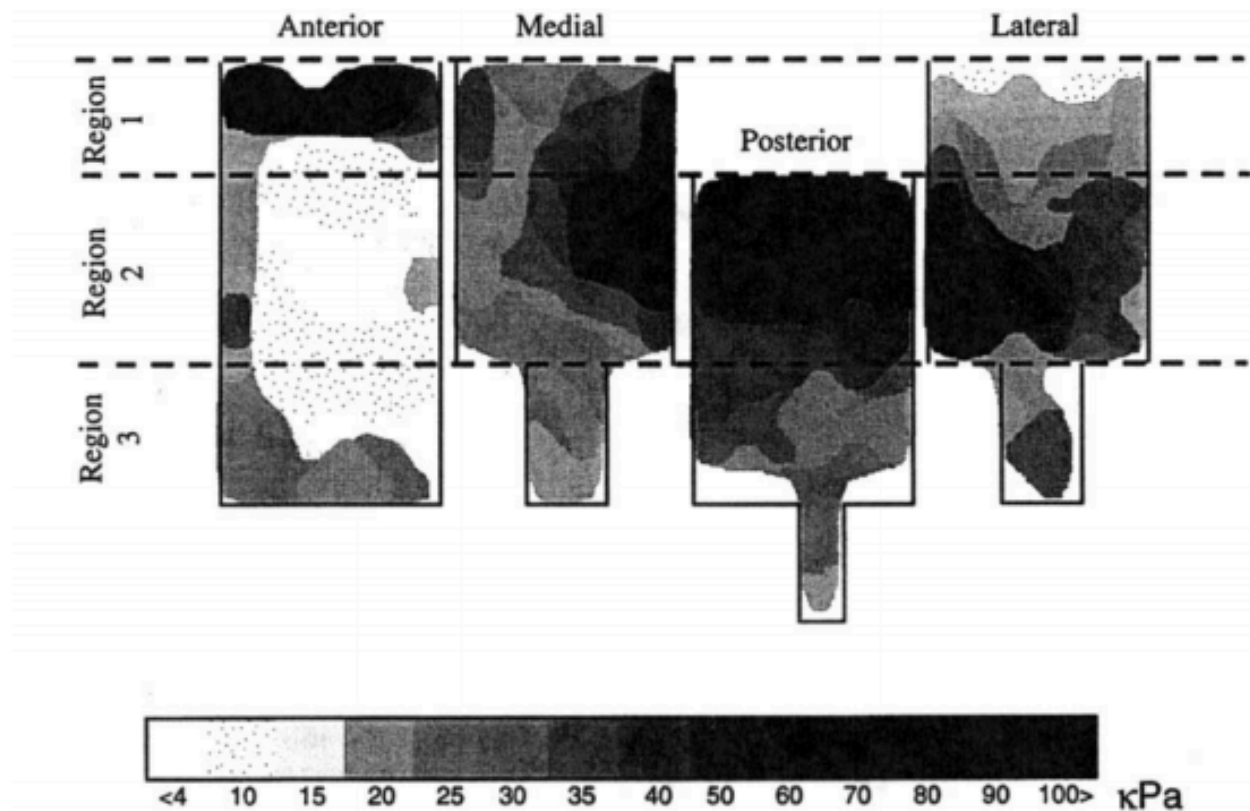 Anterior Medial Lateral
Region 1
Posterior
Region 2
Region 3
<4 10 15 20 25 30 35 40 50 60 70 80 90 100> κPa